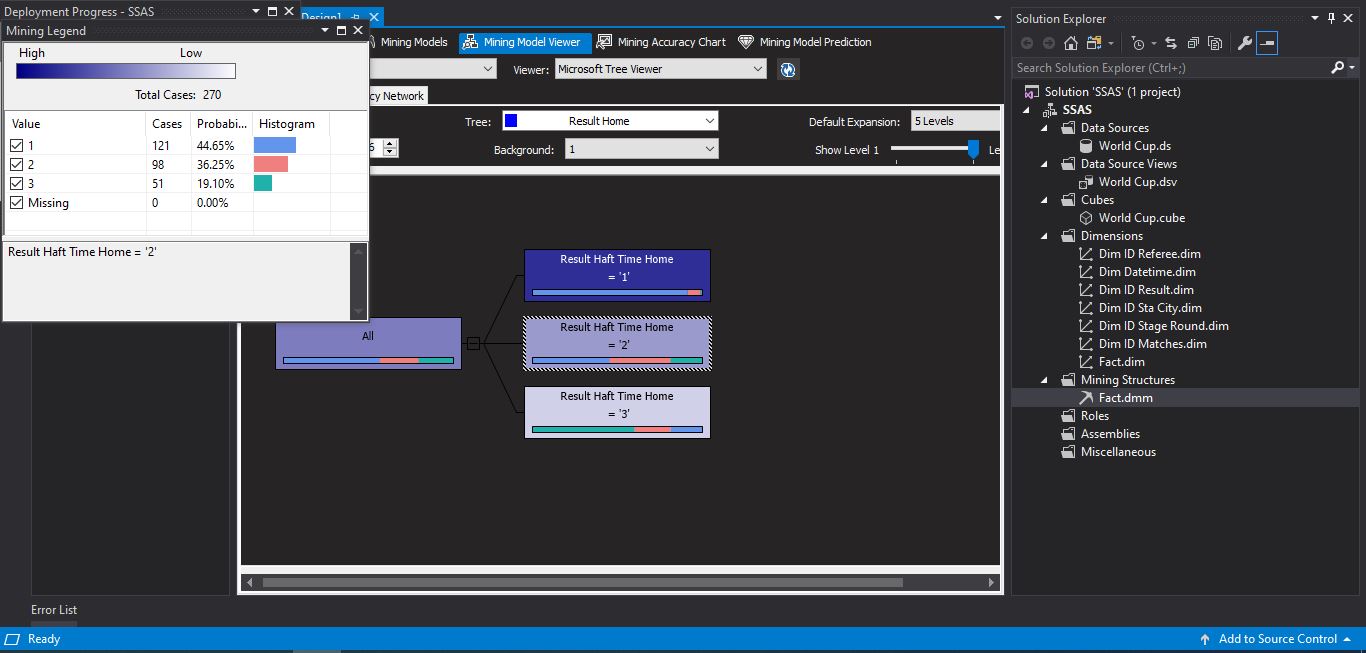 Deployment Progress - SSAS
Design]
Mining Legend
High Low
Total Cases: 270
Value Cases Probabi... Histogram
1 121 44.65%
2 98 36.25%
3 51 19.10%
Missing 0 0.00%
Result Haft Time Home = '2'
Mining Models Mining Model Viewer Mining Accuracy Chart Mining Model Prediction
Viewer: Microsoft Tree Viewer
cy Network
Tree: Result Home Default Expansion: 5 Levels
6 Background: 1 Show Level 1 Le
All
Result Haft Time Home
= '1'
Result Haft Time Home
= '2'
Result Haft Time Home
= '3'
Solution Explorer
Search Solution Explorer (Ctrl+;)
Solution 'SSAS' (1 project)
SSAS
Data Sources
World Cup.ds
Data Source Views
World Cup.dsv
Cubes
World Cup.cube
Dimensions
Dim ID Referee.dim
Dim Datetime.dim
Dim ID Result.dim
Dim ID Sta City.dim
Dim ID Stage Round.dim
Dim ID Matches.dim
Fact.dim
Mining Structures
Fact.dmm
Roles
Assemblies
Miscellaneous
Error List
Ready
Add to Source Control